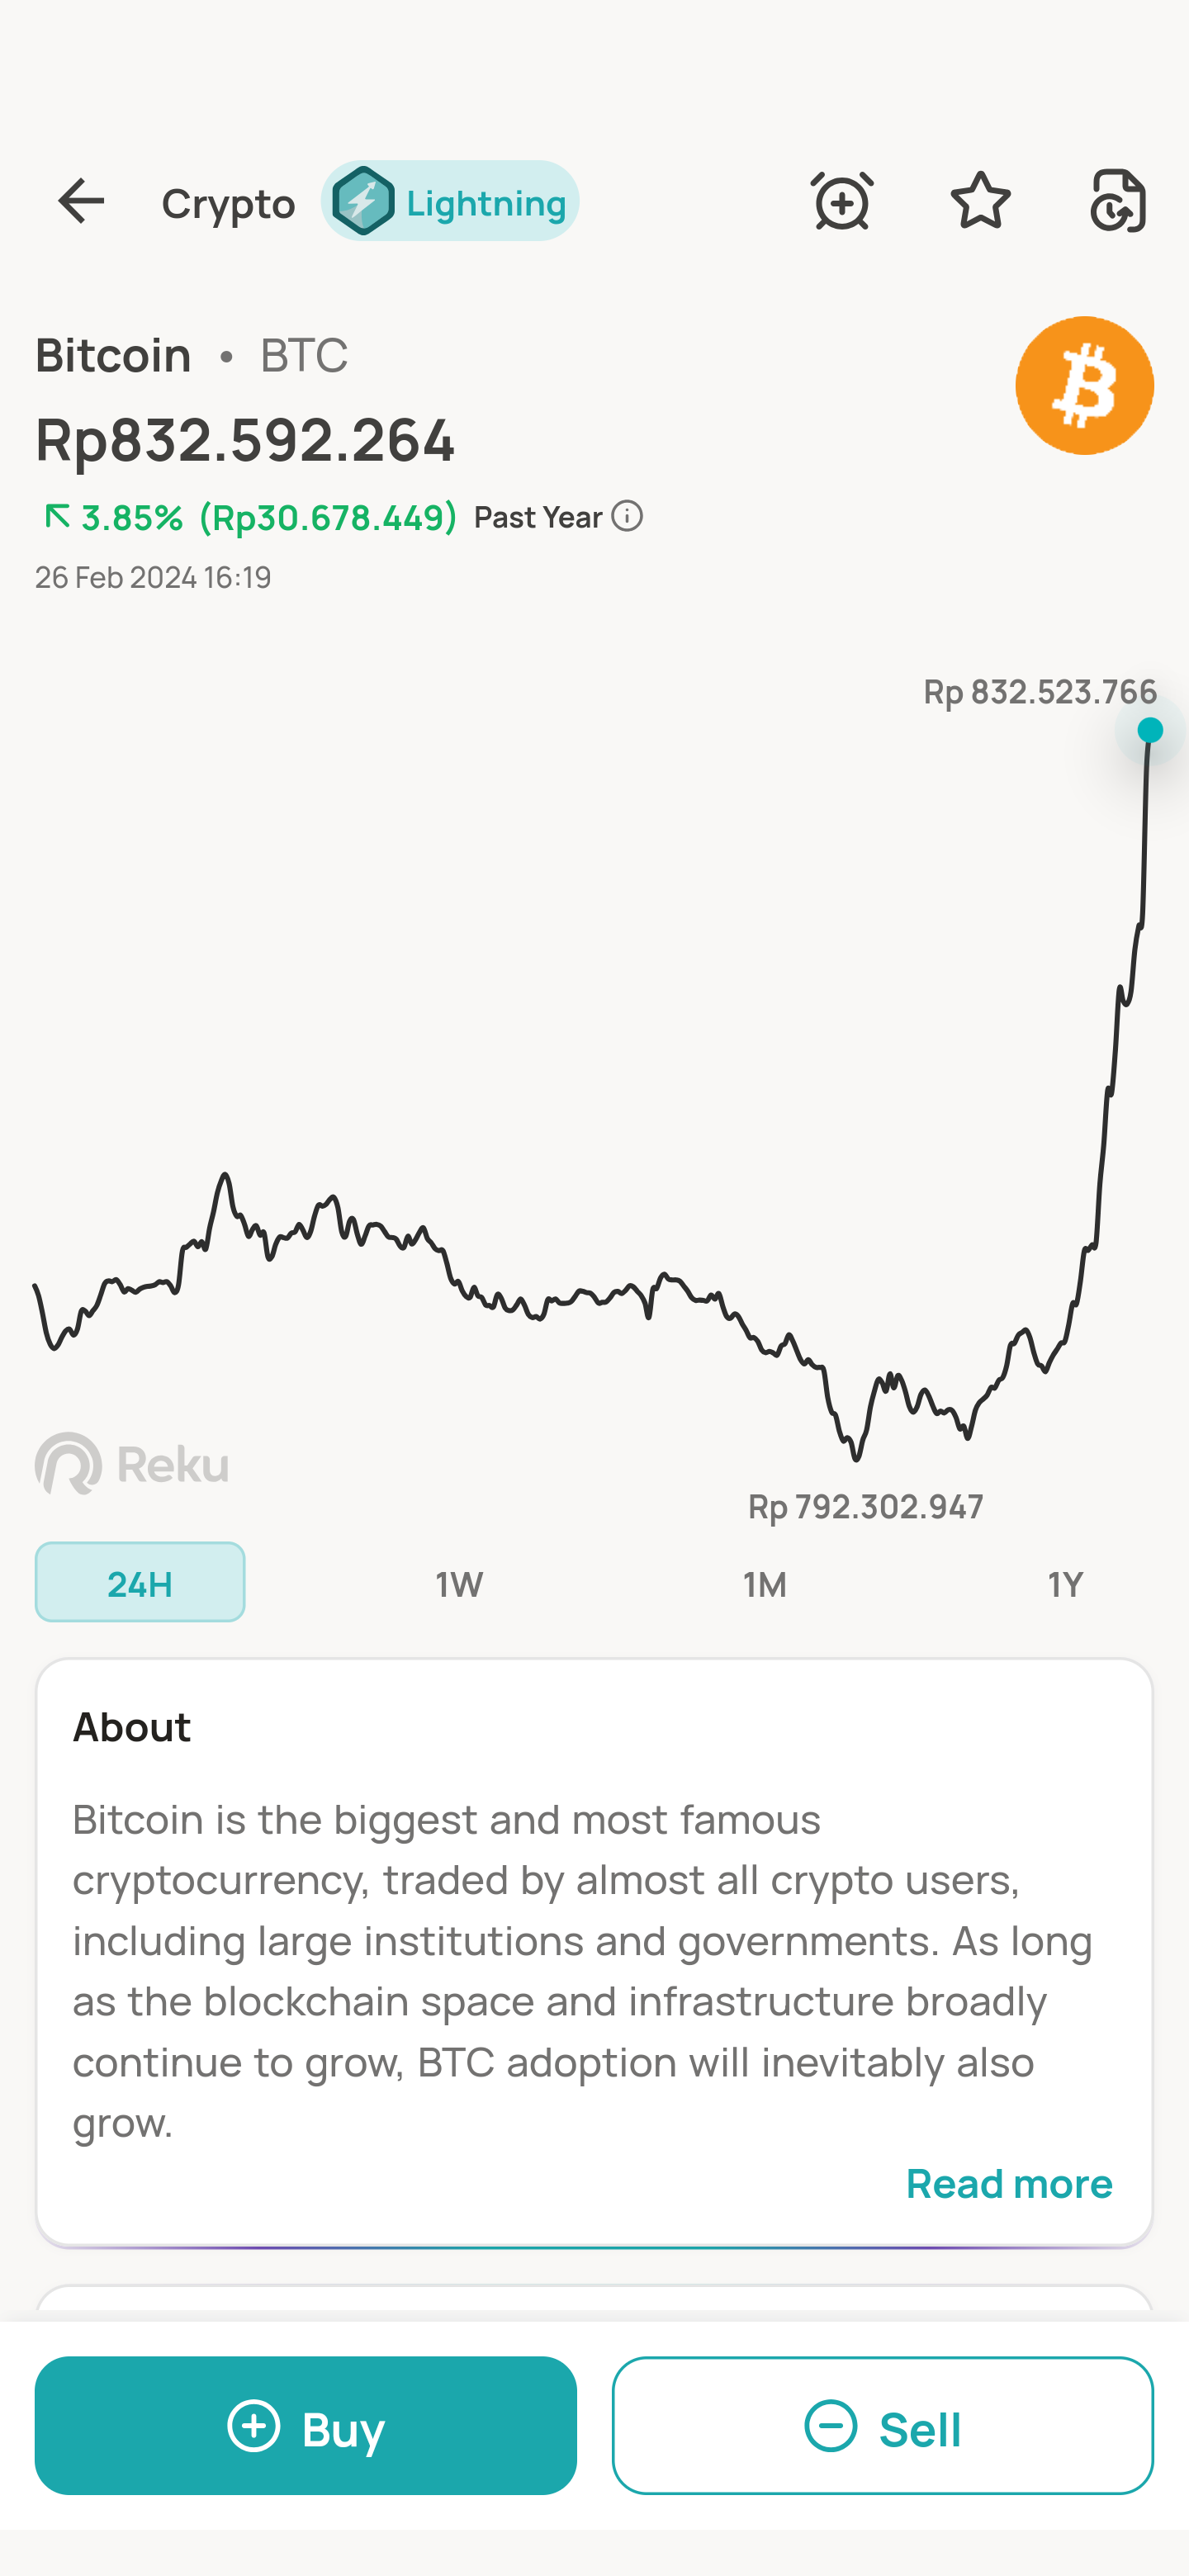 Crypto Lightning
Bitcoin • BTC
Rp832.592.264
3.85% (Rp30.678.449) Past Year
26 Feb 2024 16:19
Rp 832.523.766
Reku
Rp 792.302.947
24H 1W 1M 1Y
About
Bitcoin is the biggest and most famous
cryptocurrency, traded by almost all crypto users,
including large institutions and governments. As long
as the blockchain space and infrastructure broadly
continue to grow, BTC adoption will inevitably also
grow.
Read more
Buy Sell